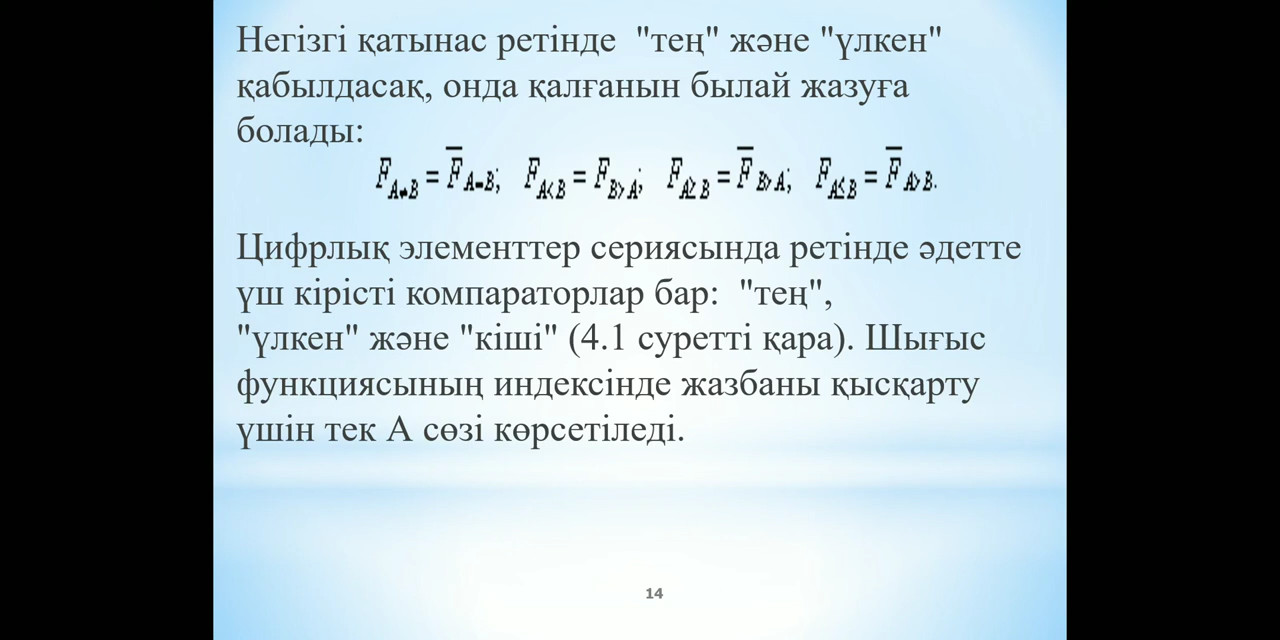 Негізгі қатынас ретінде  "тең" және "үлкен"
қабылдасақ, онда қалғанын былай жазуға
болады:
F_{A≠B} = F̅_{A=B}; F_{A<B} = F_{B>A}; F_{A≥B} = F̅_{B>A}; F_{A≤B} = F̅_{A>B}.
Цифрлық элементтер сериясында ретінде әдетте
үш кірісті компараторлар бар:  "тең",
"үлкен" және "кіші" (4.1 суретті қара). Шығыс
функциясының индексінде жазбаны қысқарту
үшін тек А сөзі көрсетіледі.
14